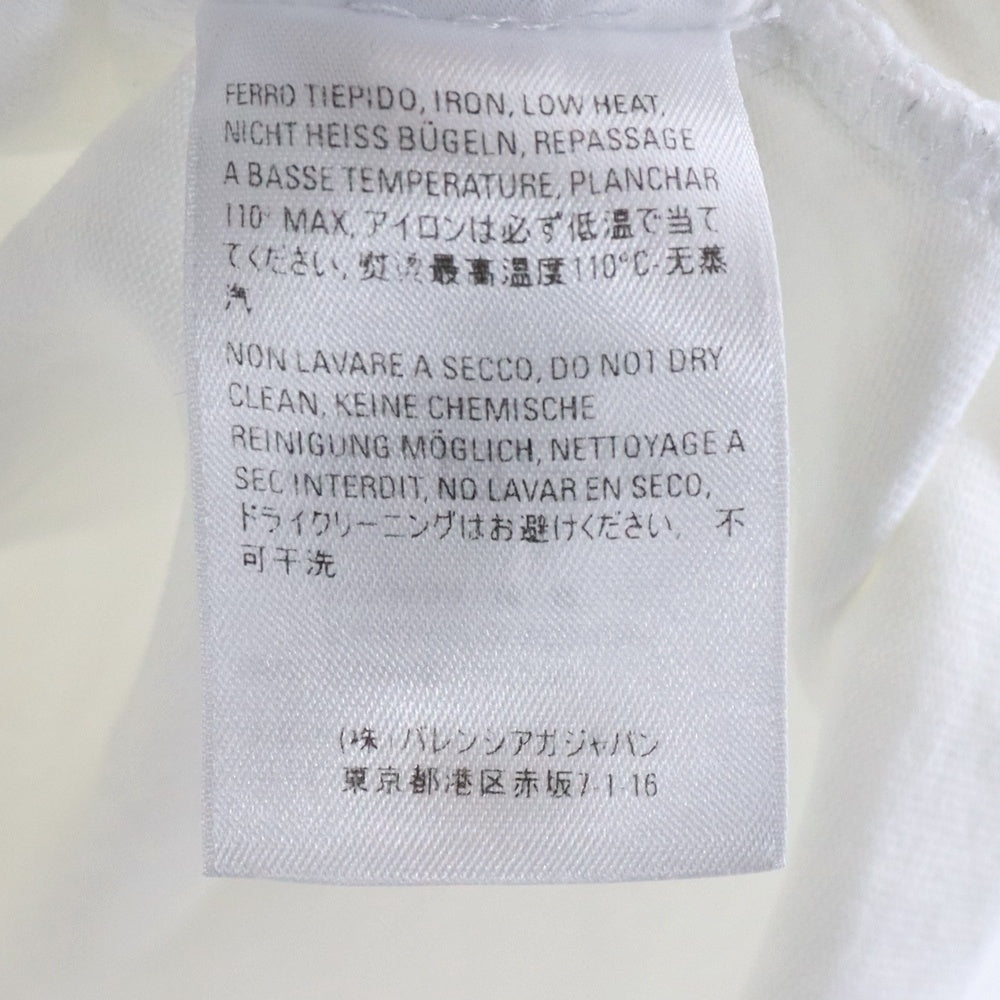 FERRO TIEPIDO, IRON, LOW HEAT,
NICHT HEISS BÜGELN, REPASSAGE
A BASSE TEMPERATURE, PLANCHAR
110° MAX, アイロンは必ず低温で当て
てください, 熨烫最高温度110°C-无蒸
汽
NON LAVARE A SECCO, DO NOT DRY
CLEAN, KEINE CHEMISCHE
REINIGUNG MÖGLICH, NETTOYAGE A
SEC INTERDIT, NO LAVAR EN SECO,
ドライクリーニングはお避けください, 不
可干洗
(株)バレンシアガジャパン
東京都港区赤坂7-1-16